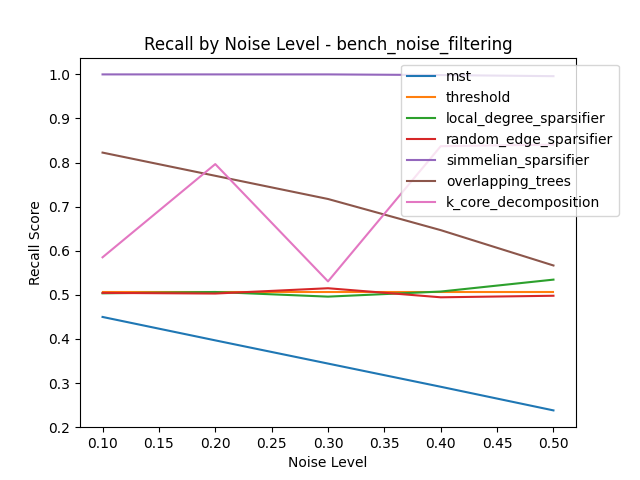 Recall by Noise Level - bench_noise_filtering
1.0
0.9
0.8
0.7
0.6
0.5
0.4
0.3
0.2
Recall Score
mst
threshold
local_degree_sparsifier
random_edge_sparsifier
simmelian_sparsifier
overlapping_trees
k_core_decomposition
0.10 0.15 0.20 0.25 0.30 0.35 0.40 0.45 0.50
Noise Level